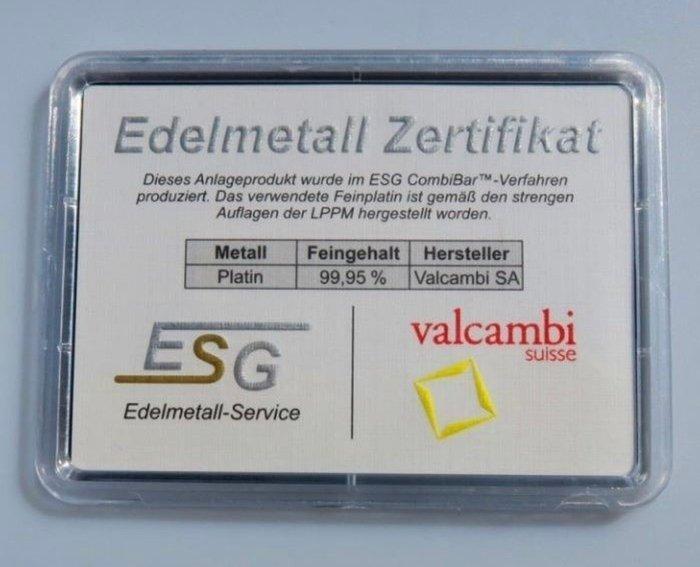 Edelmetall Zertifikat
Dieses Anlageprodukt wurde im ESG CombiBar™-Verfahren
produziert. Das verwendete Feinplatin ist gemäß den strengen
Auflagen der LPPM hergestellt worden.
Metall Feingehalt Hersteller
Platin 99,95 % Valcambi SA
ESG
Edelmetall-Service
valcambi
suisse